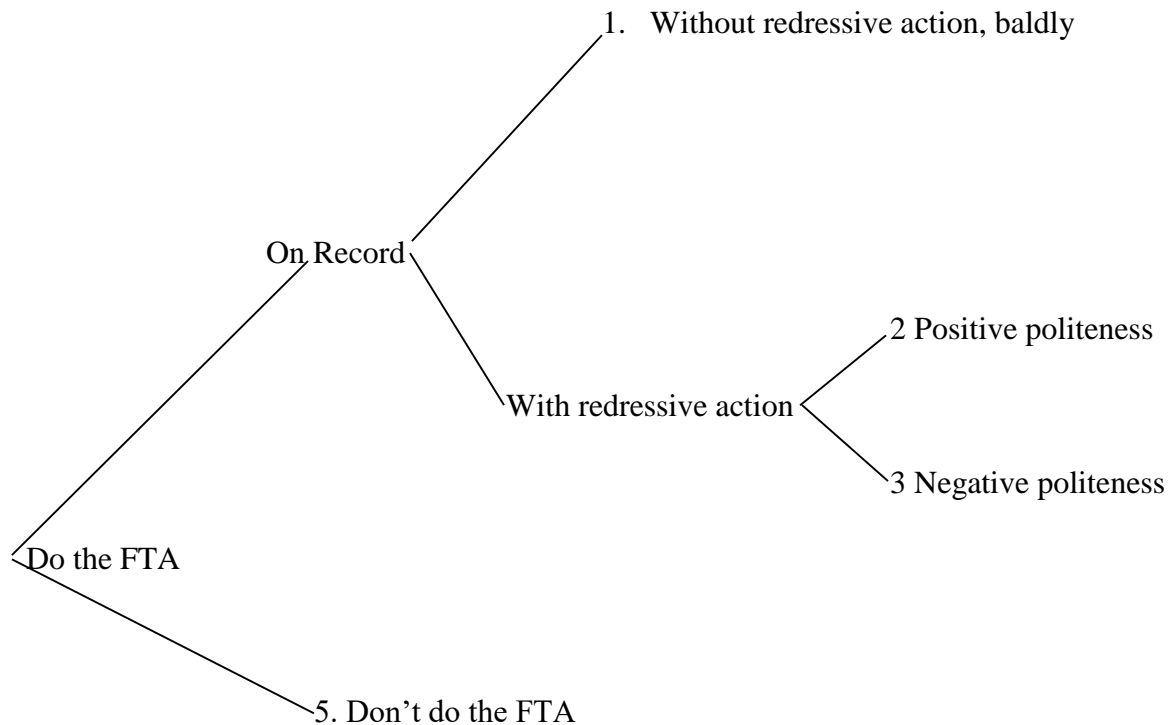 1. Without redressive action, baldly
On Record
2 Positive politeness
With redressive action
3 Negative politeness
Do the FTA
5. Don’t do the FTA